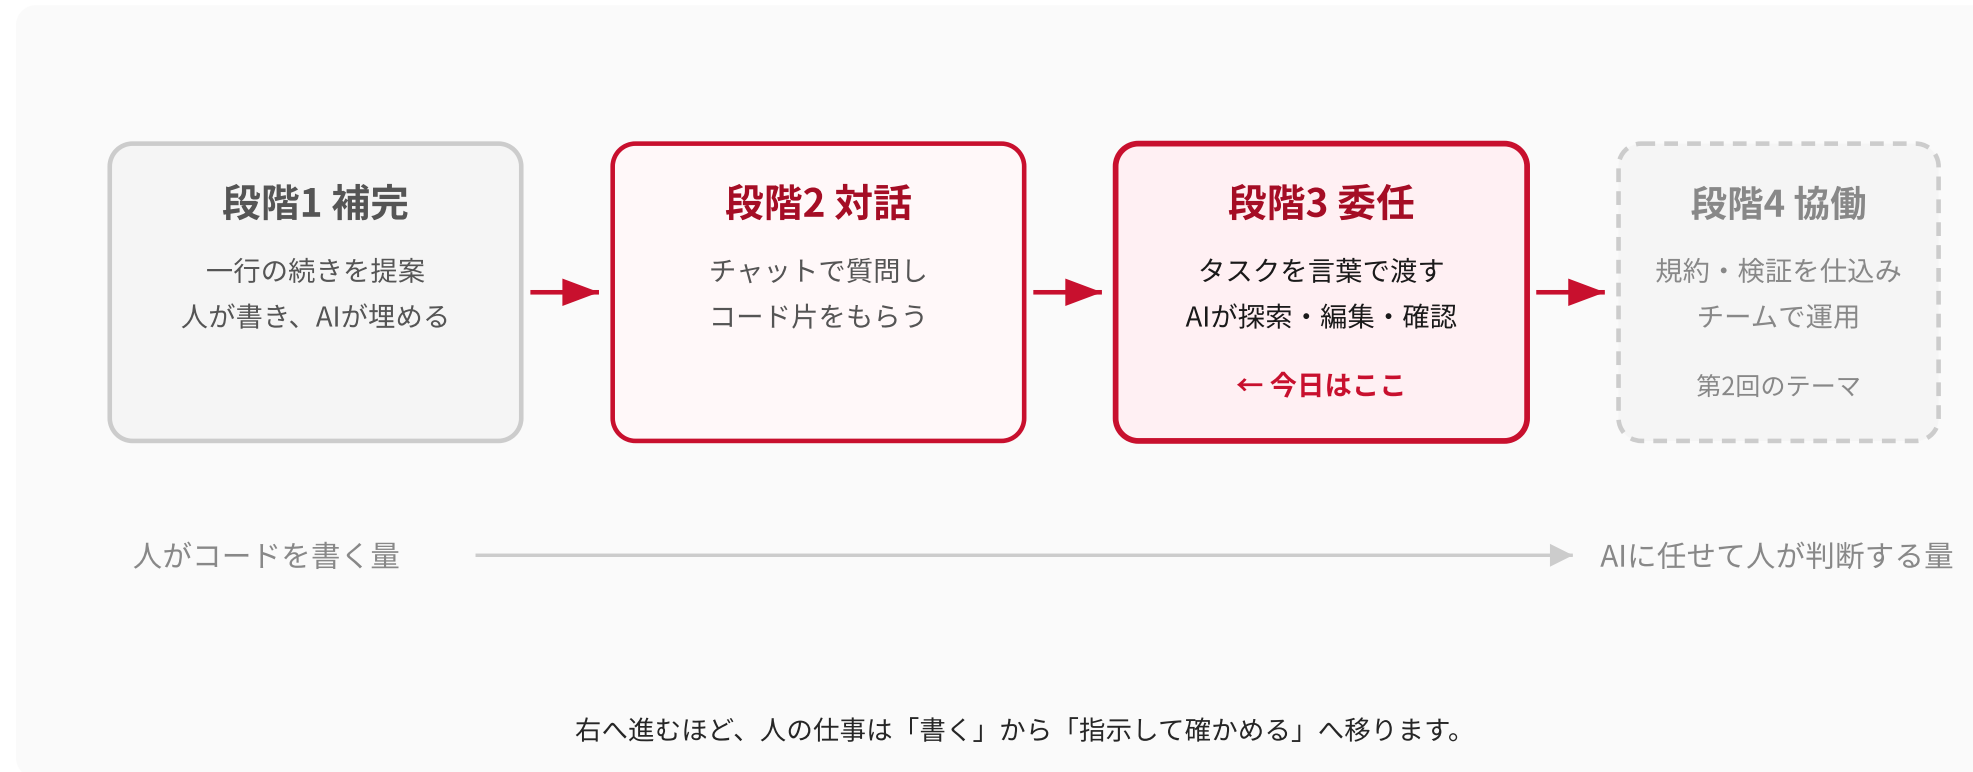 段階1 補完
一行の続きを提案
人が書き、AIが埋める
段階2 対話
チャットで質問し
コード片をもらう
段階3 委任
タスクを言葉で渡す
AIが探索・編集・確認
← 今日はここ
段階4 協働
規約・検証を仕込み
チームで運用
第2回のテーマ
人がコードを書く量
AIに任せて人が判断する量
右へ進むほど、人の仕事は「書く」から「指示して確かめる」へ移ります。